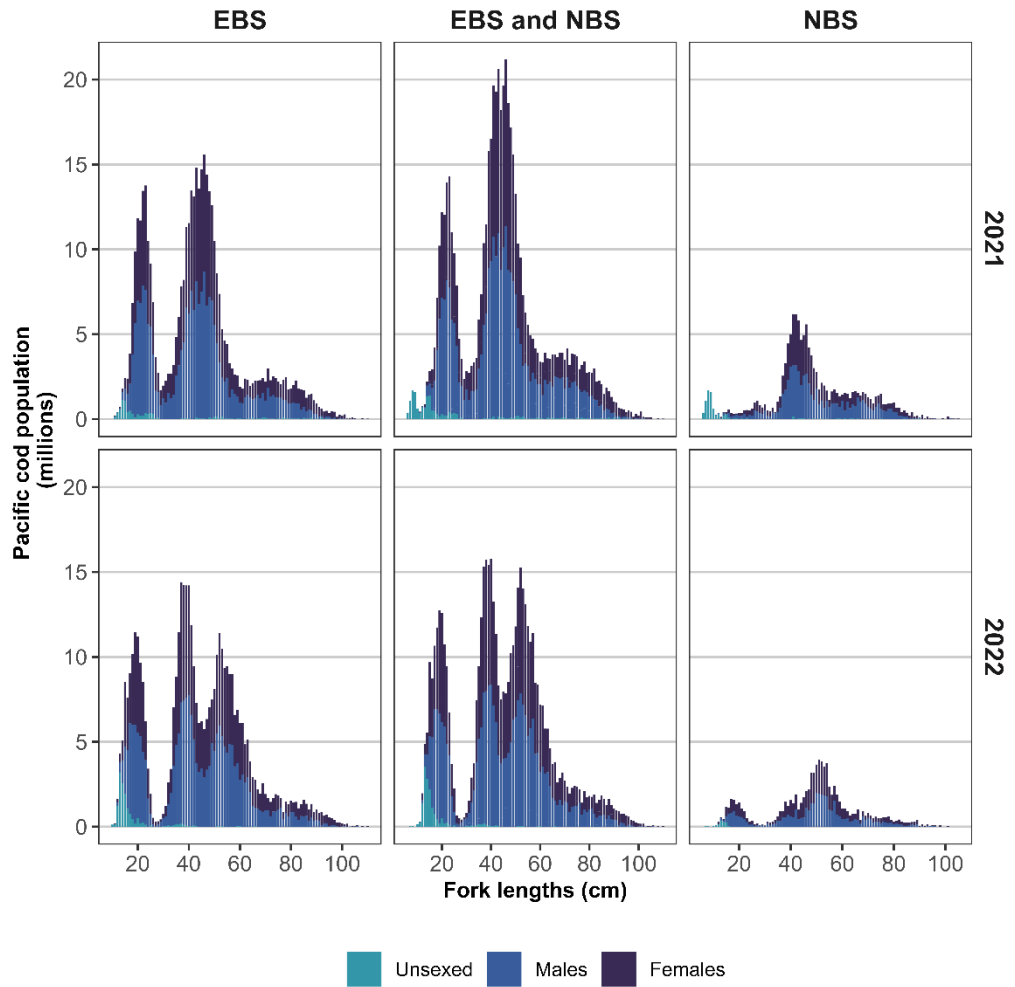 EBS
EBS and NBS
NBS
Pacific cod population
(millions)
20
15
10
5
0
2021
20
15
10
5
0
2022
20 40 60 80 100
20 40 60 80 100
20 40 60 80 100
Fork lengths (cm)
Unsexed
Males
Females